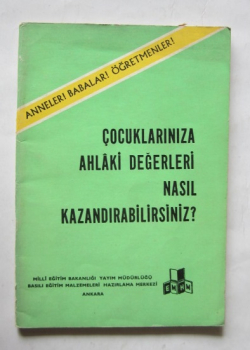 ANNELER! BABALAR! ÖĞRETMENLER!
ÇOCUKLARINIZA
AHLÂKİ DEĞERLERİ
NASIL
KAZANDIRABİLİRSİNİZ?
MİLLÎ EĞİTİM BAKANLIĞI YAYIM MÜDÜRLÜĞÜ
BASILI EĞİTİM MALZEMELERİ HAZIRLAMA MERKEZİ
ANKARA